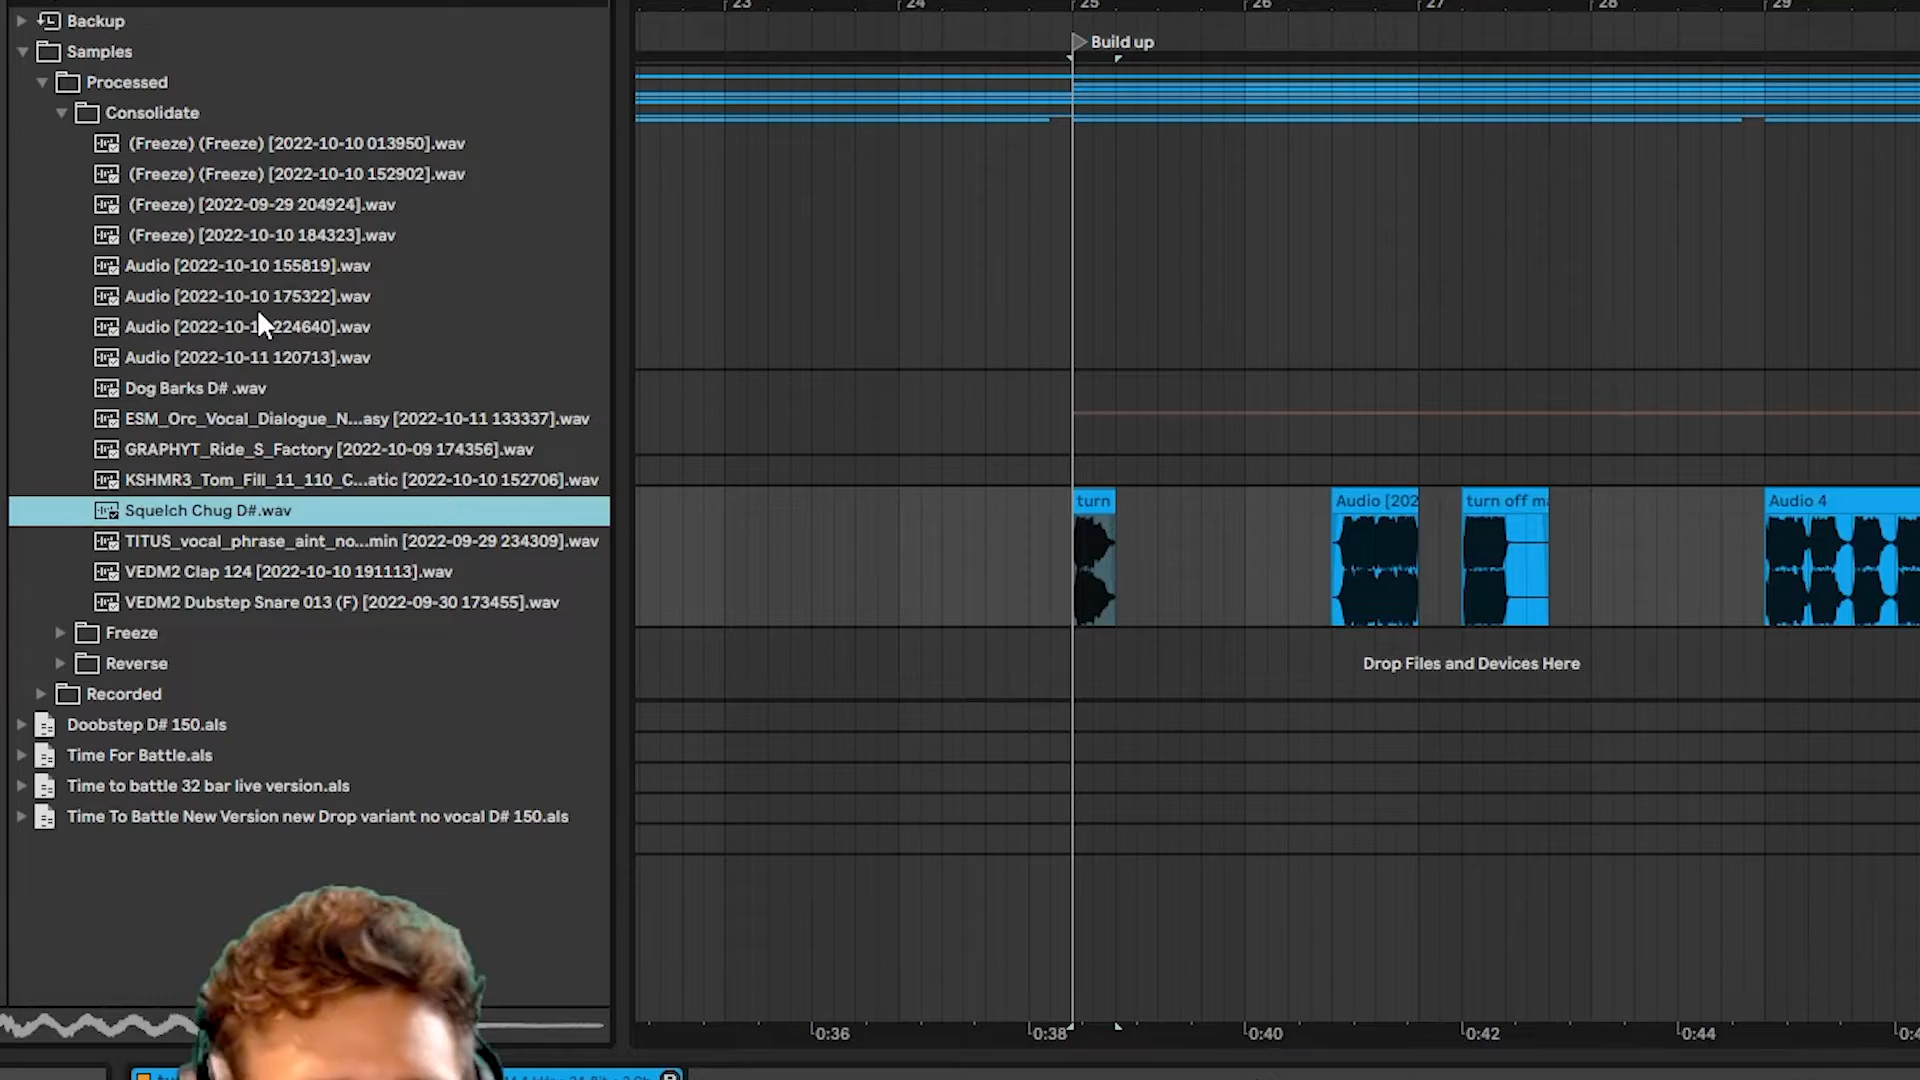 Backup
Samples
Processed
Consolidate
(Freeze) (Freeze) [2022-10-10 013950].wav
(Freeze) (Freeze) [2022-10-10 152902].wav
(Freeze) [2022-09-29 204924].wav
(Freeze) [2022-10-10 184323].wav
Audio [2022-10-10 155819].wav
Audio [2022-10-10 175322].wav
Audio [2022-10-1 224640].wav
Audio [2022-10-11 120713].wav
Dog Barks D# .wav
ESM_Orc_Vocal_Dialogue_N...asy [2022-10-11 133337].wav
GRAPHYT_Ride_S_Factory [2022-10-09 174356].wav
KSHMR3_Tom_Fill_11_110_C...atic [2022-10-10 152706].wav
Squelch Chug D#.wav
TITUS_vocal_phrase_aint_no...min [2022-09-29 234309].wav
VEDM2 Clap 124 [2022-10-10 191113].wav
VEDM2 Dubstep Snare 013 (F) [2022-09-30 173455].wav
Freeze
Reverse
Recorded
Doobstep D# 150.als
Time For Battle.als
Time to battle 32 bar live version.als
Time To Battle New Version new Drop variant no vocal D# 150.als
23 24 25 26 27 28 29
Build up
turn Audio [202 turn off m Audio 4
Drop Files and Devices Here
0:36 0:38 0:40 0:42 0:44